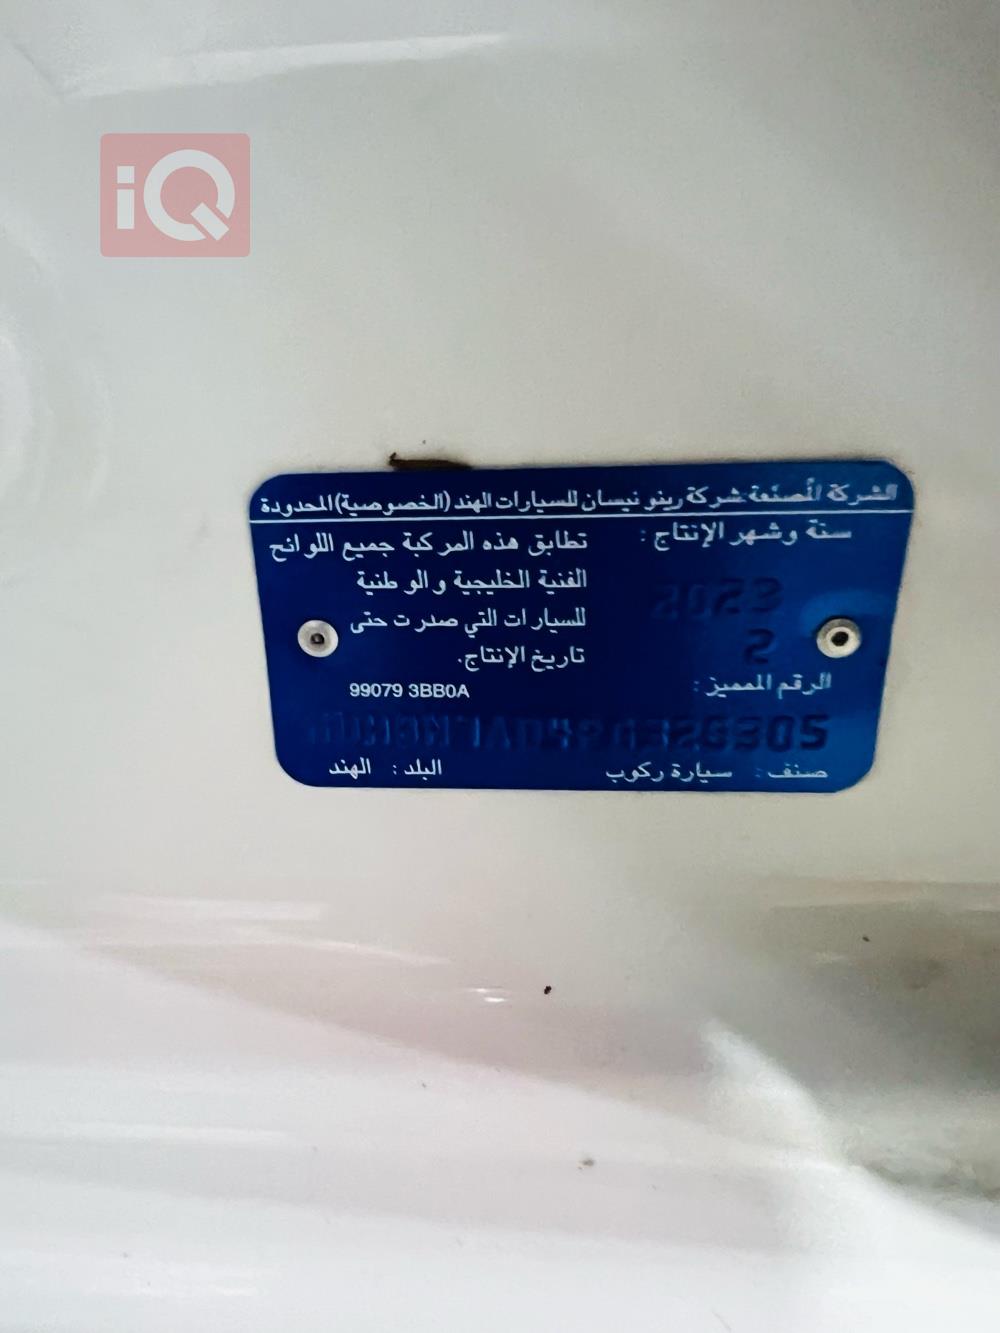 iQ
الشركة المصنعة شركة رينو نيسان للسيارات الهند (الخصوصية) المحدودة
سنة وشهر الإنتاج :
2023
2
تطابق هذه المركبة جميع اللوائح
الفنية الخليجية والوطنية
للسيارات التي صدرت حتى
تاريخ الإنتاج.
الرقم المميز :
99079 3BB0A
صنف : سيارة ركوب
البلد : الهند